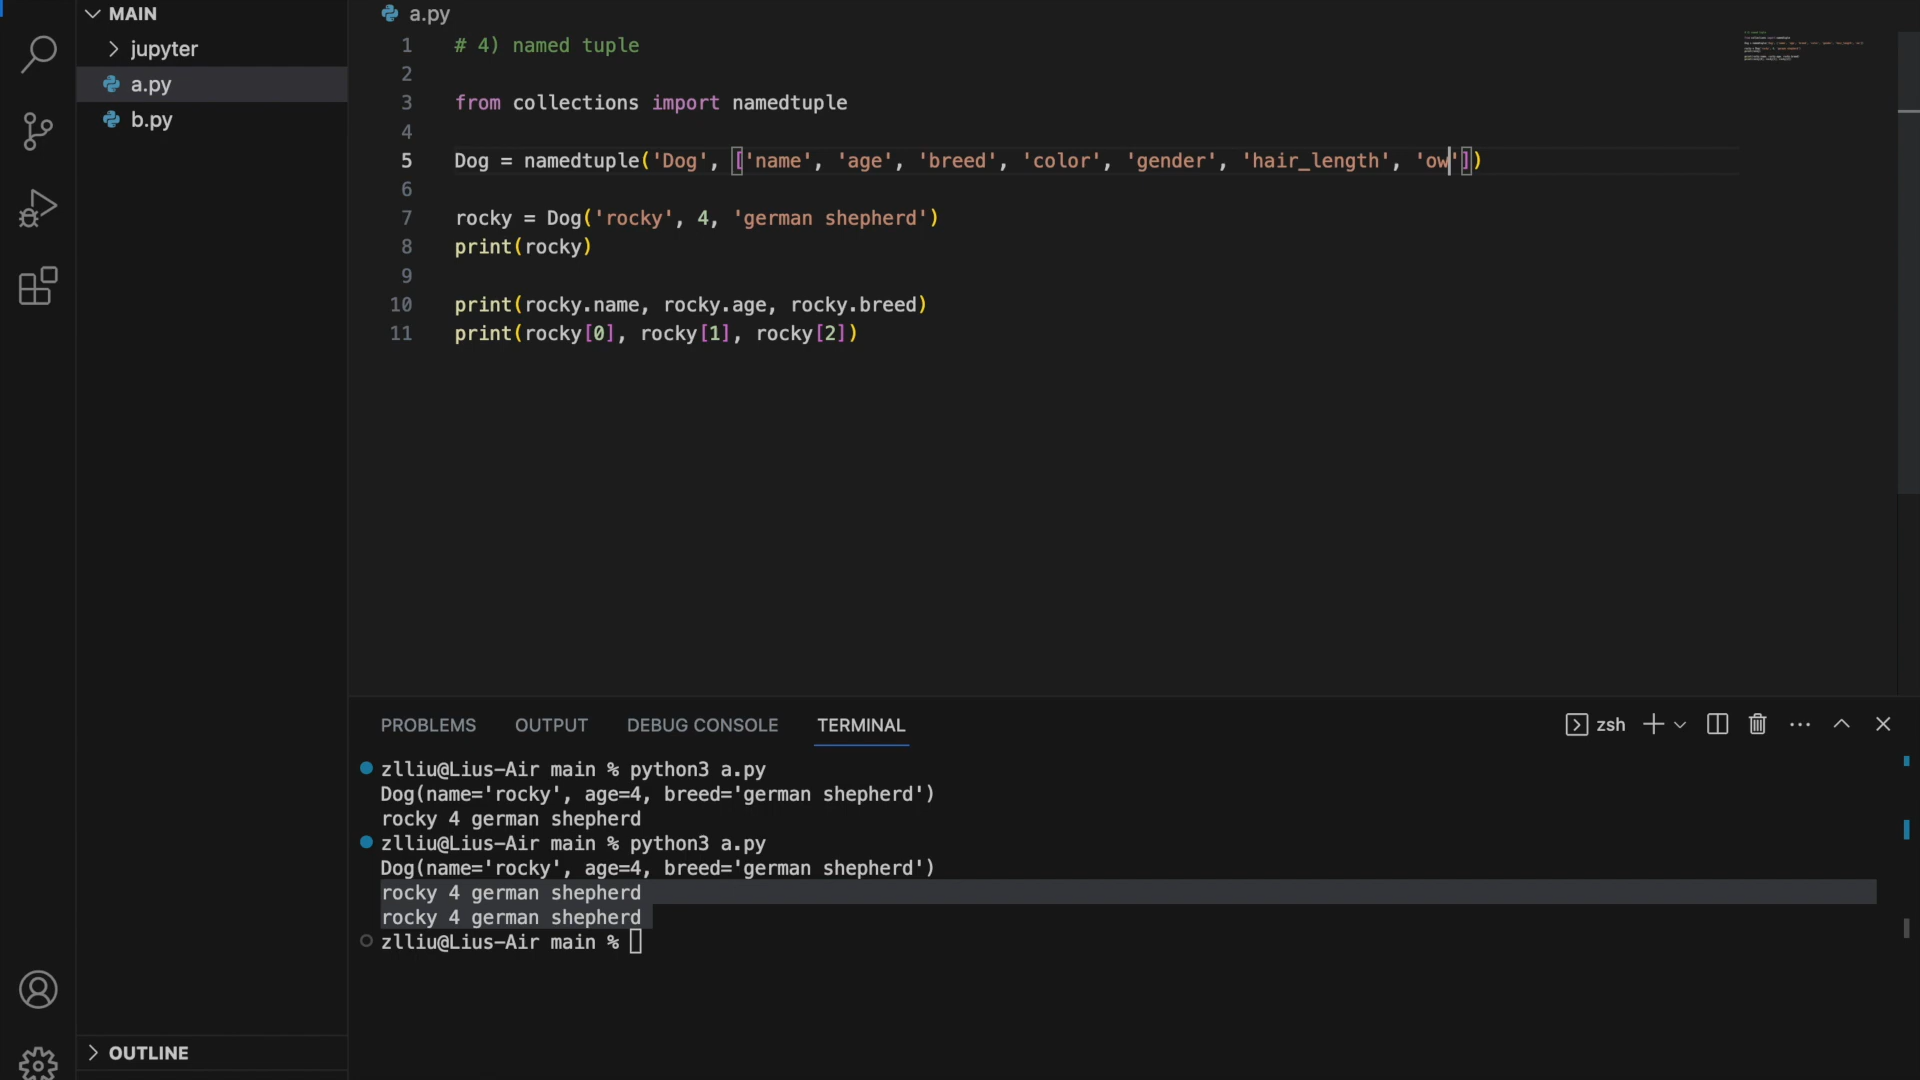 MAIN
jupyter
a.py
b.py
OUTLINE
a.py
1 # 4) named tuple
2
3 from collections import namedtuple
4
5 Dog = namedtuple('Dog', ['name', 'age', 'breed', 'color', 'gender', 'hair_length', 'ow'])
6
7 rocky = Dog('rocky', 4, 'german shepherd')
8 print(rocky)
9
10 print(rocky.name, rocky.age, rocky.breed)
11 print(rocky[0], rocky[1], rocky[2])
PROBLEMS OUTPUT DEBUG CONSOLE TERMINAL zsh
zlliu@Lius-Air main % python3 a.py
Dog(name='rocky', age=4, breed='german shepherd')
rocky 4 german shepherd
zlliu@Lius-Air main % python3 a.py
Dog(name='rocky', age=4, breed='german shepherd')
rocky 4 german shepherd
rocky 4 german shepherd
zlliu@Lius-Air main %